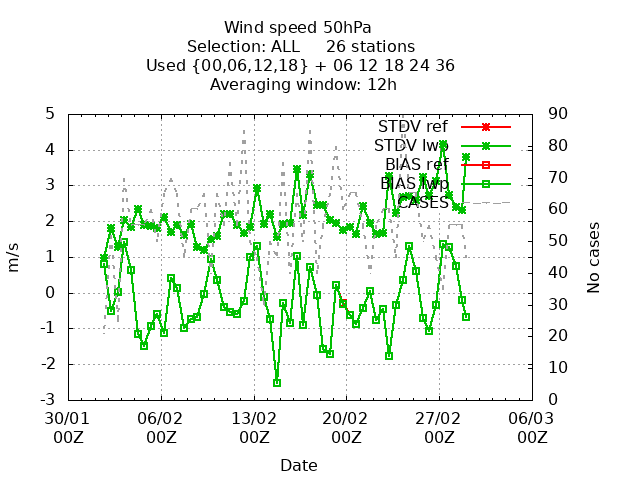 Wind speed 50hPa
Selection: ALL 26 stations
Used {00,06,12,18} + 06 12 18 24 36
Averaging window: 12h
5 90
4 80
3 70
2 60
1 50
0 40
-1 30
-2 20
-3 10
0
STDV ref
STDV lwp
BIAS ref
BIAS lwp
CASES
m/s
No cases
30/01 06/02 13/02 20/02 27/02 06/03
00Z 00Z 00Z 00Z 00Z 00Z
Date